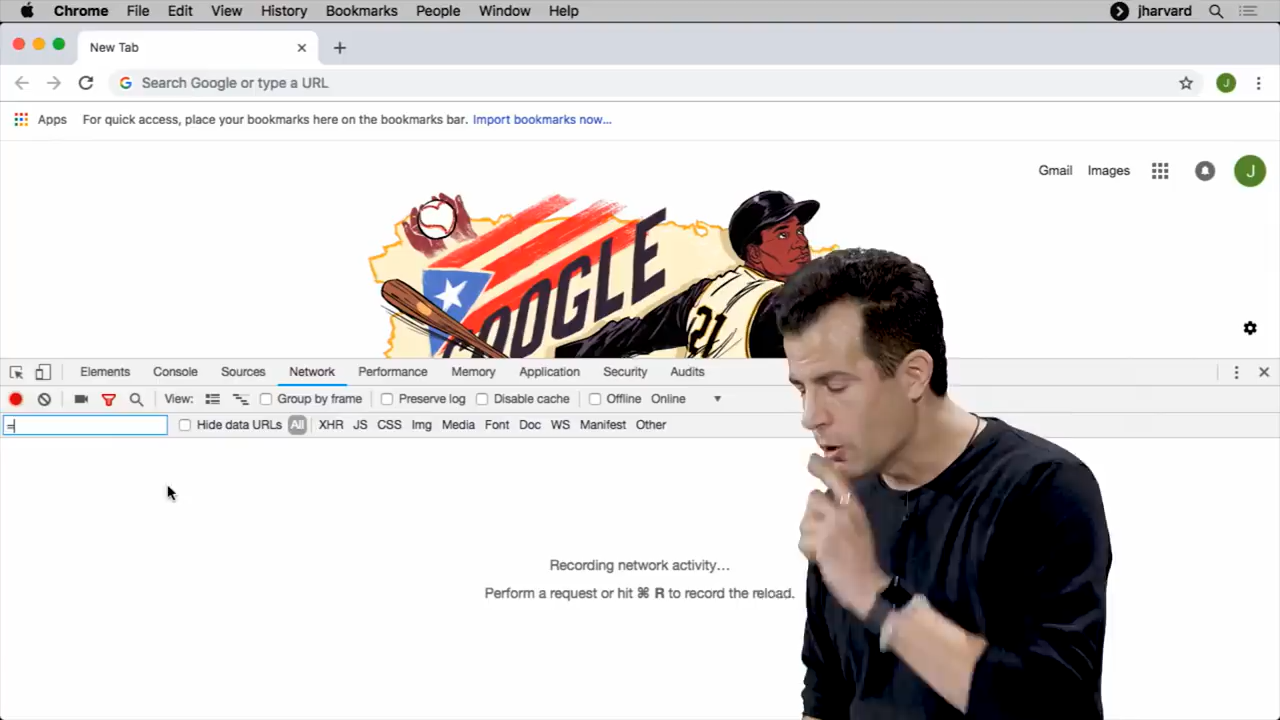 Chrome File Edit View History Bookmarks People Window Help jharvard
New Tab
Search Google or type a URL J
Apps For quick access, place your bookmarks here on the bookmarks bar. Import bookmarks now...
Gmail Images J
GOOGLE
21
Elements Console Sources Network Performance Memory Application Security Audits
View: Group by frame Preserve log Disable cache Offline Online
= Hide data URLs All XHR JS CSS Img Media Font Doc WS Manifest Other
Recording network activity…
Perform a request or hit ⌘ R to record the reload.